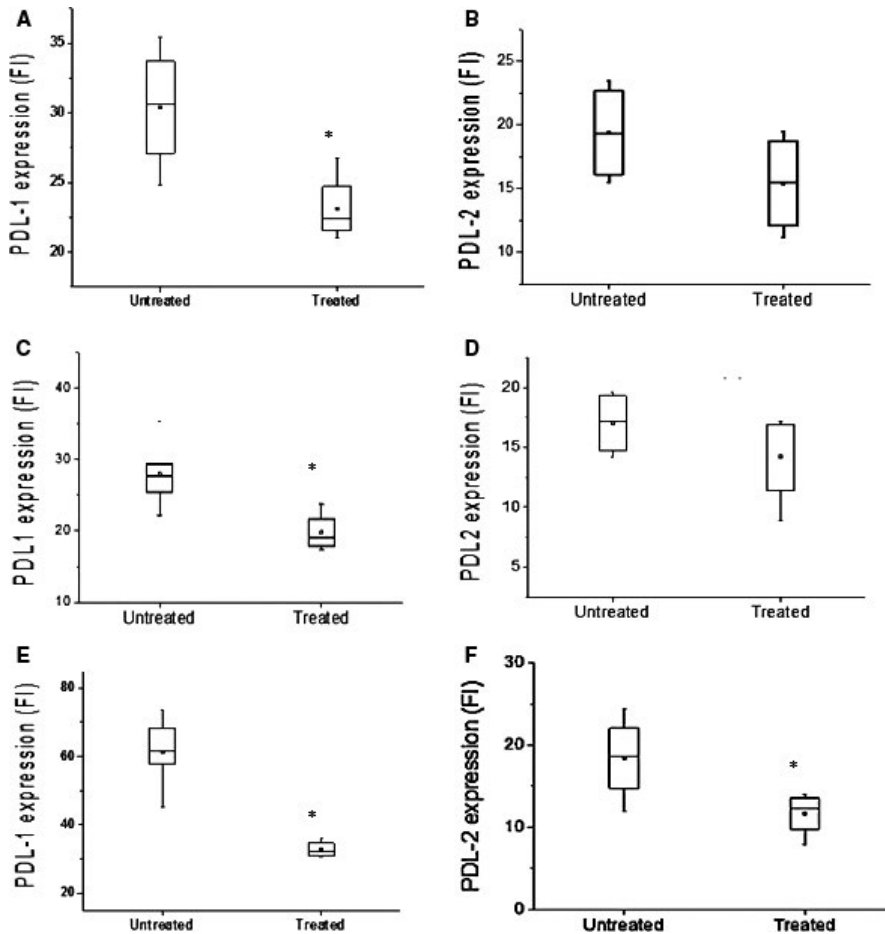 A
PDL-1 expression (FI)
35
30
25
20
*
Untreated
Treated
B
PDL-2 expression (FI)
25
20
15
10
Untreated
Treated
C
PDL1 expression (FI)
40
30
20
10
*
Untreated
Treated
D
PDL2 expression (FI)
20
15
10
5
Untreated
Treated
E
PDL-1 expression (FI)
80
60
40
20
*
Untreated
Treated
F
PDL-2 expression (FI)
30
20
10
0
*
Untreated
Treated